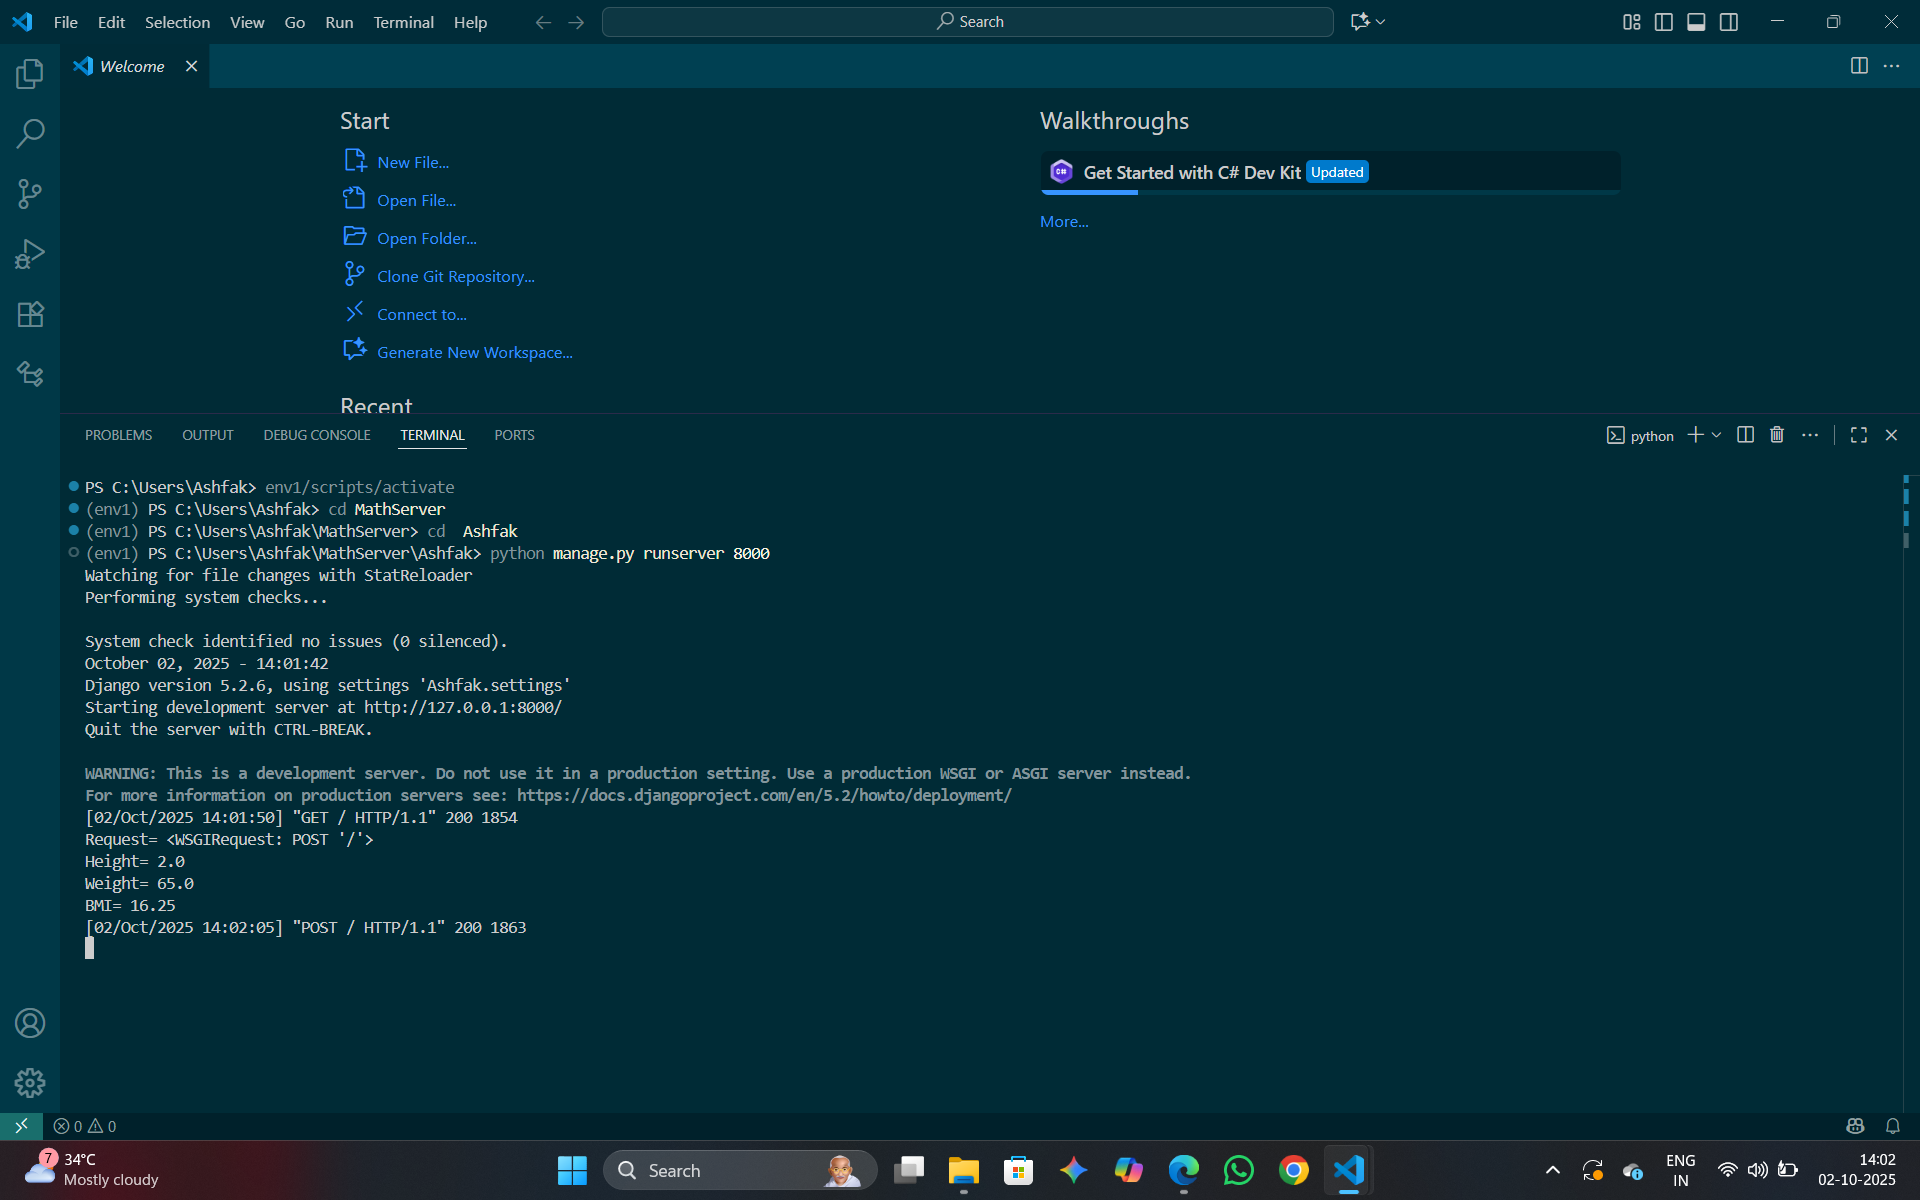 File Edit Selection View Go Run Terminal Help
Search
Welcome
Start
New File...
Open File...
Open Folder...
Clone Git Repository...
Connect to...
Generate New Workspace...
Recent
Walkthroughs
Get Started with C# Dev Kit Updated
More...
PROBLEMS OUTPUT DEBUG CONSOLE TERMINAL PORTS
python
PS C:\Users\Ashfak> env1/scripts/activate
(env1) PS C:\Users\Ashfak> cd MathServer
(env1) PS C:\Users\Ashfak\MathServer> cd  Ashfak
(env1) PS C:\Users\Ashfak\MathServer\Ashfak> python manage.py runserver 8000
Watching for file changes with StatReloader
Performing system checks...
System check identified no issues (0 silenced).
October 02, 2025 - 14:01:42
Django version 5.2.6, using settings 'Ashfak.settings'
Starting development server at http://127.0.0.1:8000/
Quit the server with CTRL-BREAK.
WARNING: This is a development server. Do not use it in a production setting. Use a production WSGI or ASGI server instead.
For more information on production servers see: https://docs.djangoproject.com/en/5.2/howto/deployment/
[02/Oct/2025 14:01:50] "GET / HTTP/1.1" 200 1854
Request= <WSGIRequest: POST '/'>
Height= 2.0
Weight= 65.0
BMI= 16.25
[02/Oct/2025 14:02:05] "POST / HTTP/1.1" 200 1863
0 0
7
34°C
Mostly cloudy
Search
ENG
IN
14:02
02-10-2025